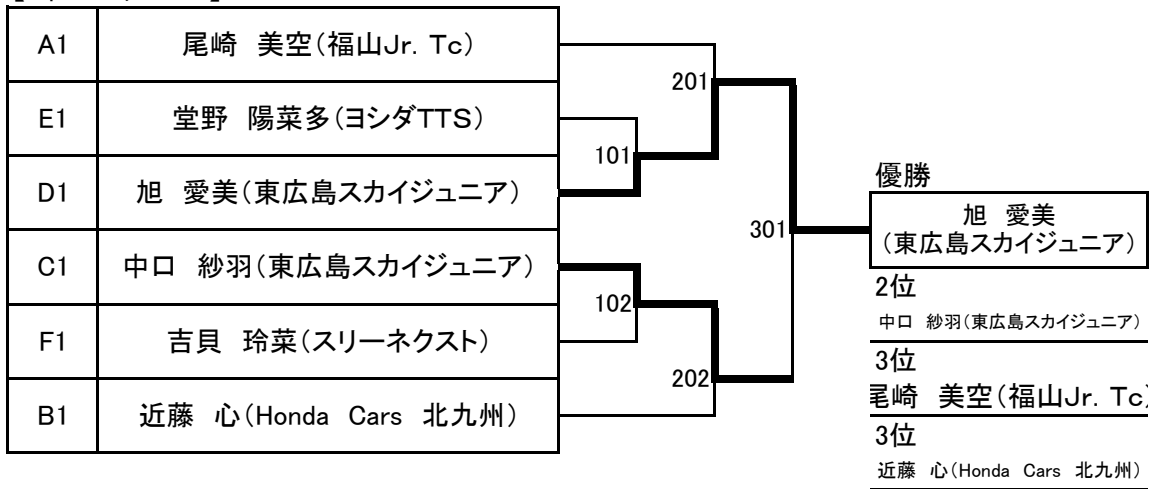 A1 尾崎 美空(福山Jr. Tc)
E1 堂野 陽菜多(ヨシダTTS)
D1 旭 愛美(東広島スカイジュニア)
C1 中口 紗羽(東広島スカイジュニア)
F1 吉貝 玲菜(スリーネクスト)
B1 近藤 心(Honda Cars 北九州)
201
101
301
102
202
優勝
旭 愛美
(東広島スカイジュニア)
2位
中口 紗羽(東広島スカイジュニア)
3位
尾崎 美空(福山Jr. Tc)
3位
近藤 心(Honda Cars 北九州)